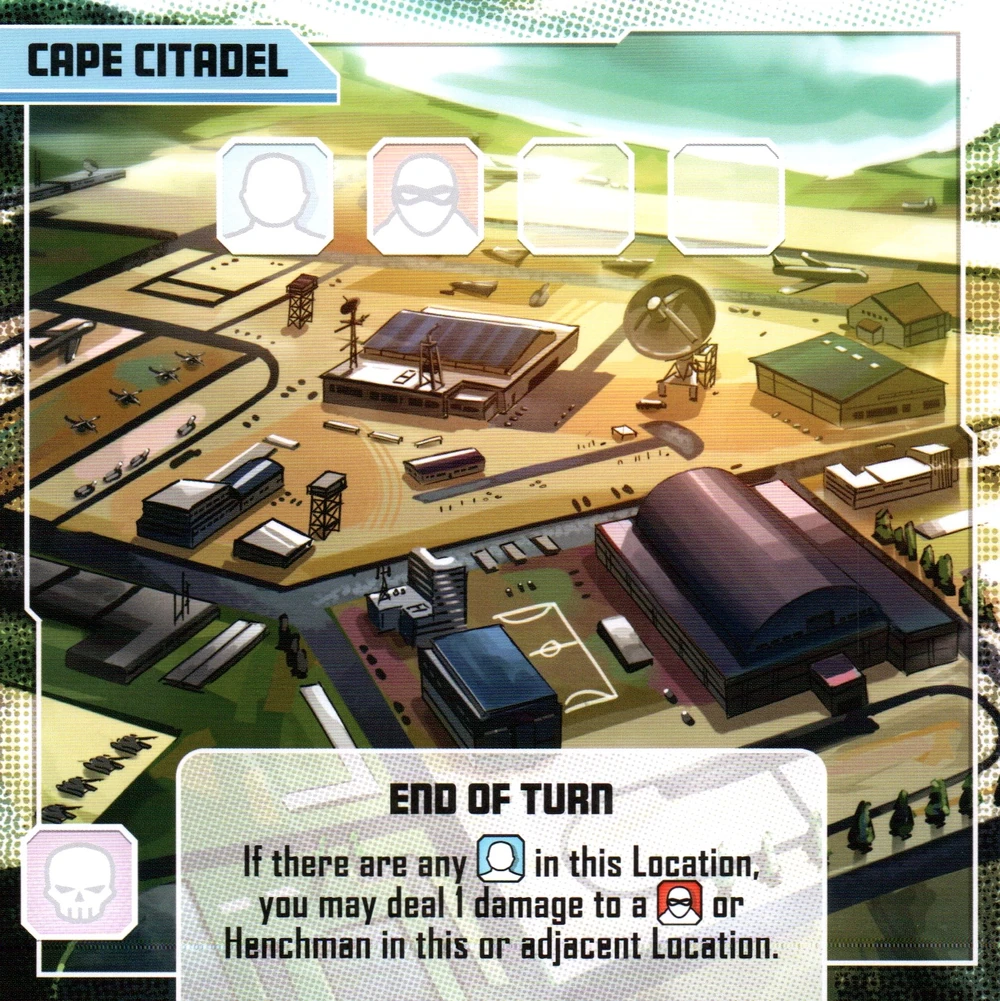 CAPE CITADEL
END OF TURN
If there are any in this Location,
you may deal 1 damage to a or
Henchman in this or adjacent Location.